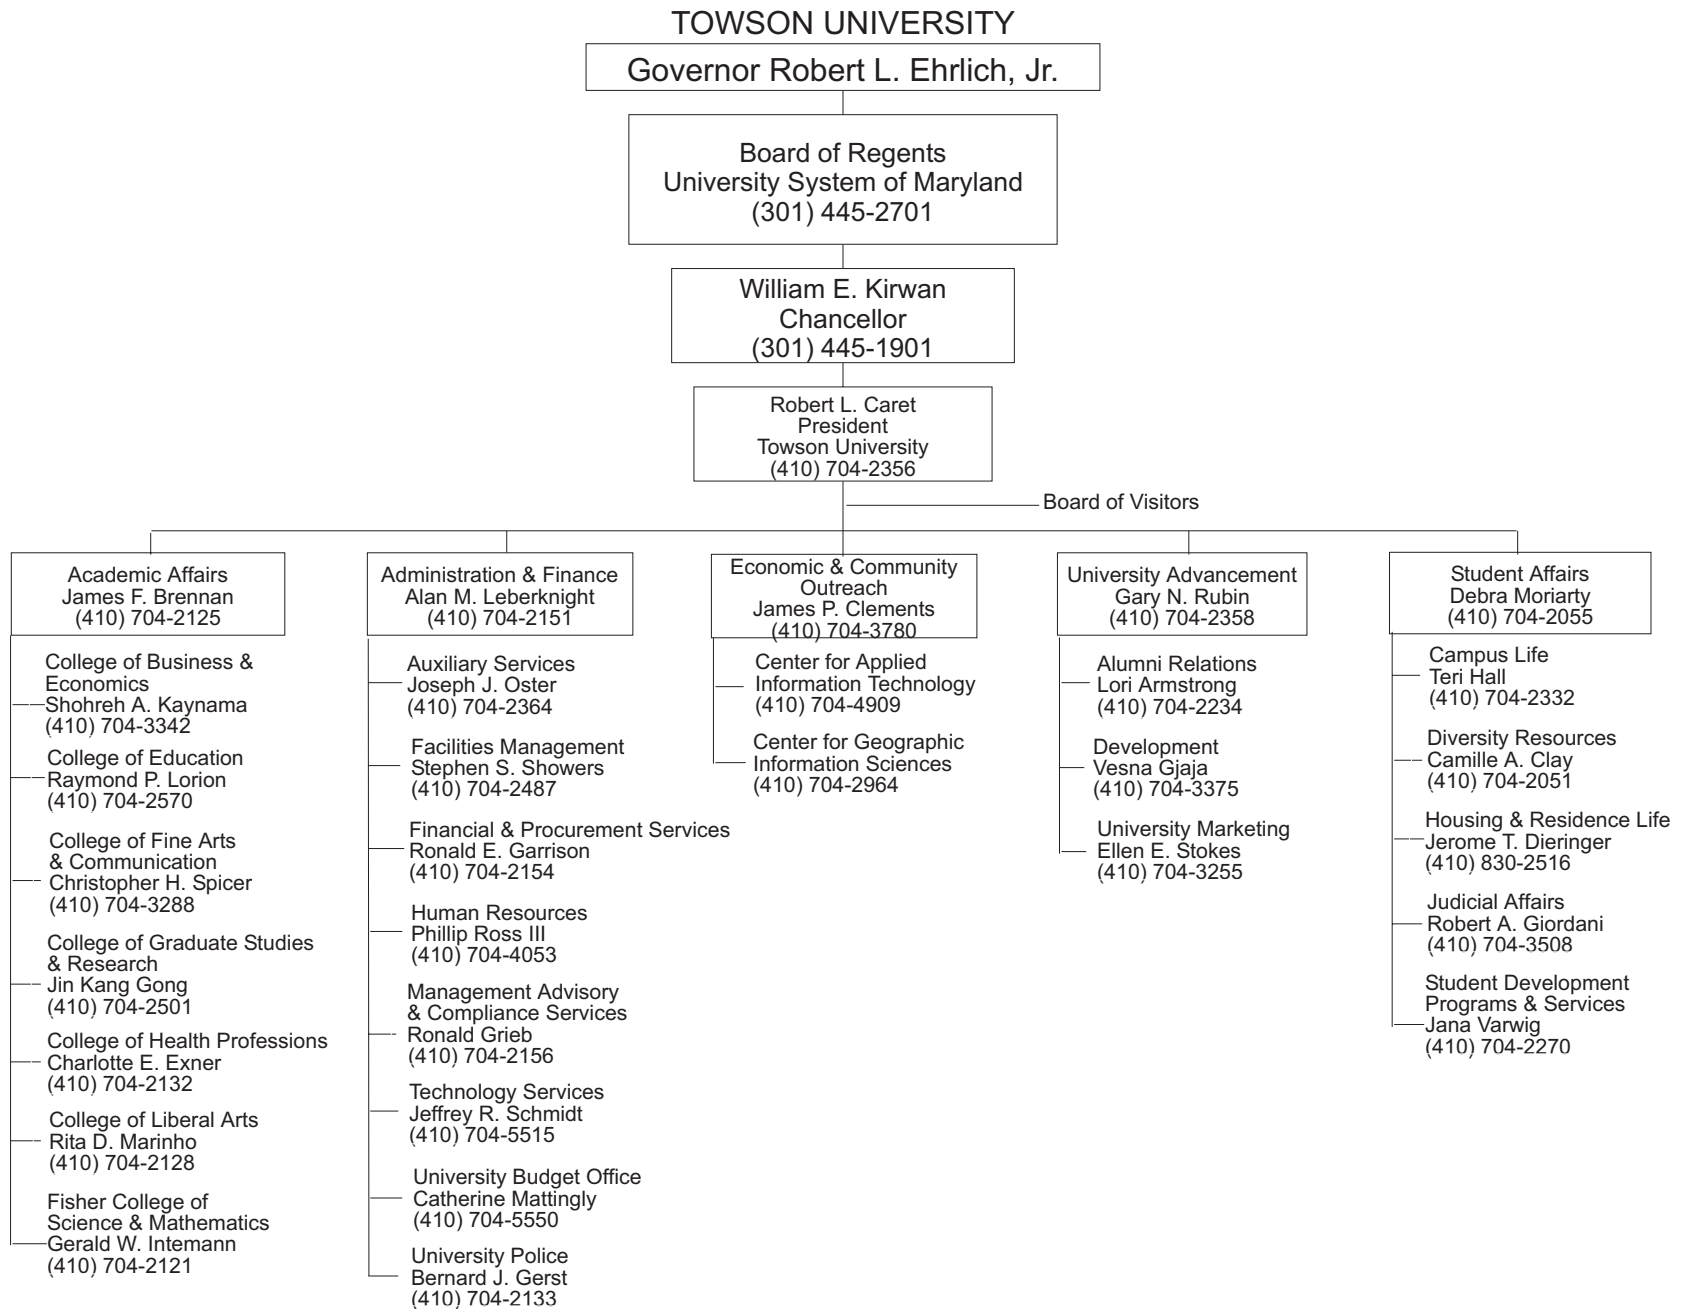 TOWSON UNIVERSITY
Governor Robert L. Ehrlich, Jr.
Board of Regents
University System of Maryland
(301) 445-2701
William E. Kirwan
Chancellor
(301) 445-1901
Robert L. Caret
President
Towson University
(410) 704-2356
Board of Visitors
Academic Affairs
James F. Brennan
(410) 704-2125
College of Business &
Economics
Shohreh A. Kaynama
(410) 704-3342
College of Education
Raymond P. Lorion
(410) 704-2570
College of Fine Arts
& Communication
Christopher H. Spicer
(410) 704-3288
College of Graduate Studies
& Research
Jin Kang Gong
(410) 704-2501
College of Health Professions
Charlotte E. Exner
(410) 704-2132
College of Liberal Arts
Rita D. Marinho
(410) 704-2128
Fisher College of
Science & Mathematics
Gerald W. Intemann
(410) 704-2121
Administration & Finance
Alan M. Leberknight
(410) 704-2151
Auxiliary Services
Joseph J. Oster
(410) 704-2364
Facilities Management
Stephen S. Showers
(410) 704-2487
Financial & Procurement Services
Ronald E. Garrison
(410) 704-2154
Human Resources
Phillip Ross III
(410) 704-4053
Management Advisory
& Compliance Services
Ronald Grieb
(410) 704-2156
Technology Services
Jeffrey R. Schmidt
(410) 704-5515
University Budget Office
Catherine Mattingly
(410) 704-5550
University Police
Bernard J. Gerst
(410) 704-2133
Economic & Community
Outreach
James P. Clements
(410) 704-3780
Center for Applied
Information Technology
(410) 704-4909
Center for Geographic
Information Sciences
(410) 704-2964
University Advancement
Gary N. Rubin
(410) 704-2358
Alumni Relations
Lori Armstrong
(410) 704-2234
Development
Vesna Gjaja
(410) 704-3375
University Marketing
Ellen E. Stokes
(410) 704-3255
Student Affairs
Debra Moriarty
(410) 704-2055
Campus Life
Teri Hall
(410) 704-2332
Diversity Resources
Camille A. Clay
(410) 704-2051
Housing & Residence Life
Jerome T. Dieringer
(410) 830-2516
Judicial Affairs
Robert A. Giordani
(410) 704-3508
Student Development
Programs & Services
Jana Varwig
(410) 704-2270